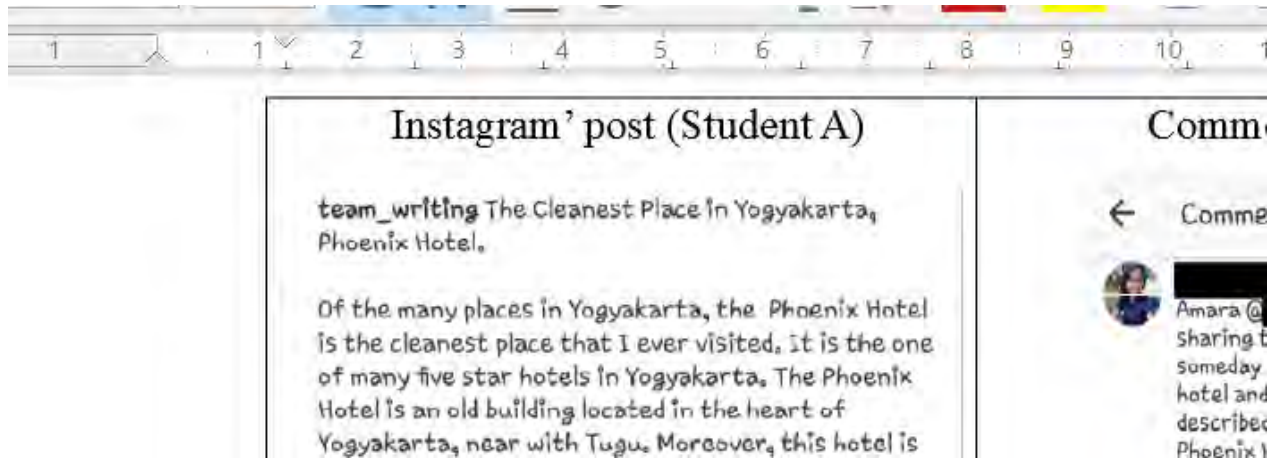 1 1 2 3 4 5 6 7 8 9 10
Instagram’ post (Student A)
team_writing The Cleanest Place in Yogyakarta,
Phoenix Hotel.
Of the many places in Yogyakarta, the Phoenix Hotel
is the cleanest place that I ever visited. It is the one
of many five star hotels in Yogyakarta. The Phoenix
Hotel is an old building located in the heart of
Yogyakarta, near with Tugu. Moreover, this hotel is
Comm
← Comme
Amara @
sharing t
someday
hotel and
described
Phoenix